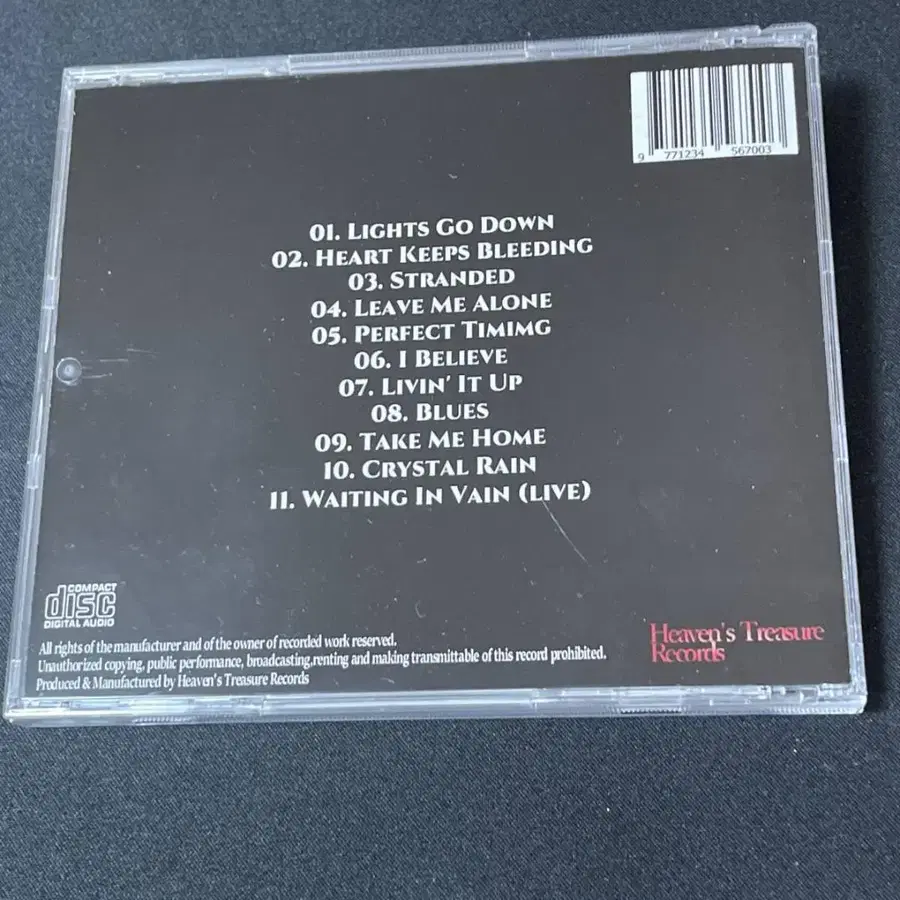 9 771234 567003
01. Lights Go Down
02. Heart Keeps Bleeding
03. Stranded
04. Leave Me Alone
05. Perfect Timimg
06. I Believe
07. Livin' It Up
08. Blues
09. Take Me Home
10. Crystal Rain
11. Waiting In Vain (live)
COMPACT
disc
DIGITAL AUDIO
All rights of the manufacturer and of the owner of recorded work reserved.
Unauthorized copying, public performance, broadcasting,renting and making transmittable of this record prohibited.
Produced & Manufactured by Heaven's Treasure Records
Heaven's Treasure
Records